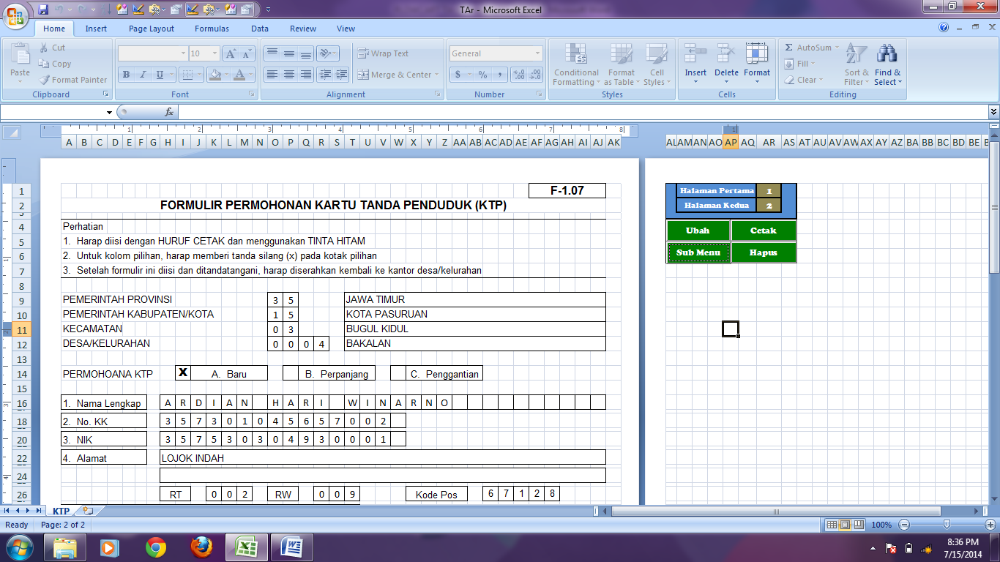 TAr - Microsoft Excel
Home Insert Page Layout Formulas Data Review View
Paste Cut Copy Format Painter Clipboard
10 B I U Font
Wrap Text Merge & Center Alignment
General $ % , Number
Conditional Formatting Format as Table Cell Styles Styles
Insert Delete Format Cells
Σ AutoSum Fill Clear Sort & Filter Find & Select Editing
fx
1 2 3 4 5 6 7 8 1
A B C D E F G H I J K L M N O P Q R S T U V W X Y Z AA AB AC AD AE AF AG AH AI AJ AK AL AM AN AO AP AQ AR AS AT AU AV AW AX AY AZ BA BB BC BD BE
1 F-1.07 Halaman Pertama 1
2 FORMULIR PERMOHONAN KARTU TANDA PENDUDUK (KTP) Halaman Kedua 2
3
4 Perhatian Ubah Cetak
5 1. Harap diisi dengan HURUF CETAK dan menggunakan TINTA HITAM
6 2. Untuk kolom pilihan, harap memberi tanda silang (x) pada kotak pilihan Sub Menu Hapus
7 3. Setelah formulir ini diisi dan ditandatangani, harap diserahkan kembali ke kantor desa/kelurahan
8
9 PEMERINTAH PROVINSI 3 5 JAWA TIMUR
10 PEMERINTAH KABUPATEN/KOTA 1 5 KOTA PASURUAN
11 KECAMATAN 0 3 BUGUL KIDUL
12 DESA/KELURAHAN 0 0 0 4 BAKALAN
13
14 PERMOHOANA KTP X A. Baru B. Perpanjang C. Penggantian
15
16 1. Nama Lengkap A R D I A N H A R I W I N A R N O
18 2. No. KK 3 5 7 3 0 1 0 4 5 6 5 7 0 0 2
20 3. NIK 3 5 7 5 3 0 3 0 4 9 3 0 0 0 1
22 4. Alamat LOJOK INDAH
24
26 RT 0 0 2 RW 0 0 9 Kode Pos 6 7 1 2 8
KTP
Ready Page: 2 of 2 100%
8:36 PM
7/15/2014